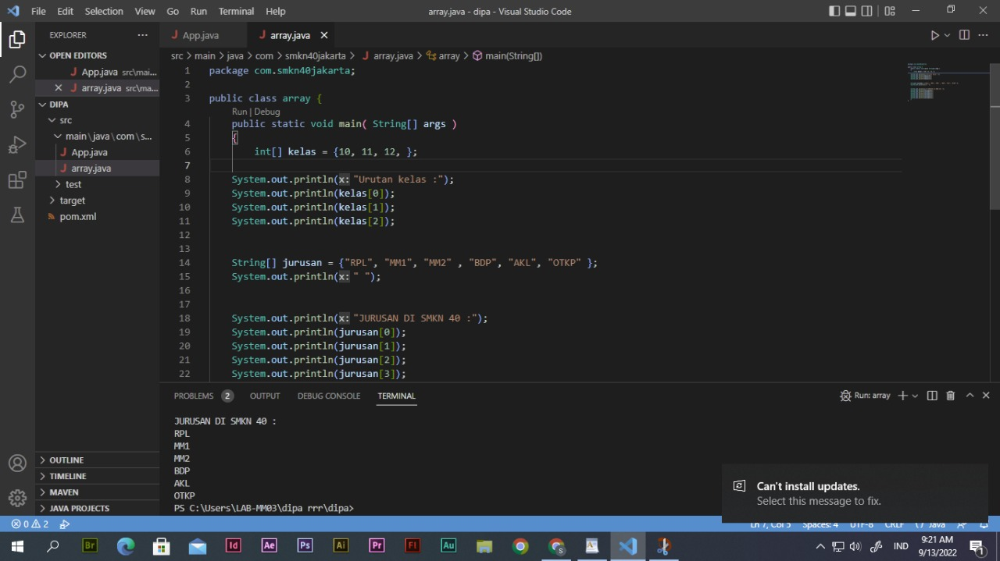 File Edit Selection View Go Run Terminal Help array.java - dipa - Visual Studio Code
EXPLORER
OPEN EDITORS
App.java src\mai...
array.java src\ma...
DIPA
src
main\java\com\s...
App.java
array.java
test
target
pom.xml
OUTLINE
TIMELINE
MAVEN
JAVA PROJECTS
App.java array.java
src > main > java > com > smkn40jakarta > array.java > array > main(String[])
1 package com.smkn40jakarta;
2
3 public class array {
Run | Debug
4 public static void main( String[] args )
5 {
6 int[] kelas = {10, 11, 12, };
7
8 System.out.println(x: "Urutan kelas :");
9 System.out.println(kelas[0]);
10 System.out.println(kelas[1]);
11 System.out.println(kelas[2]);
12
13
14 String[] jurusan = {"RPL", "MM1", "MM2" , "BDP", "AKL", "OTKP" };
15 System.out.println(x: " ");
16
17
18 System.out.println(x: "JURUSAN DI SMKN 40 :");
19 System.out.println(jurusan[0]);
20 System.out.println(jurusan[1]);
21 System.out.println(jurusan[2]);
22 System.out.println(jurusan[3]);
PROBLEMS 2 OUTPUT DEBUG CONSOLE TERMINAL Run: array
JURUSAN DI SMKN 40 :
RPL
MM1
MM2
BDP
AKL
OTKP
PS C:\Users\LAB-MM03\dipa rrr\dipa>
Can't install updates.
Select this message to fix.
0 2 Ln 7, Col 5 Spaces: 4 UTF-8 CRLF { } Java
Br Id Ae Ps Ai Pr Fl Au S IND 9:21 AM
9/13/2022 1